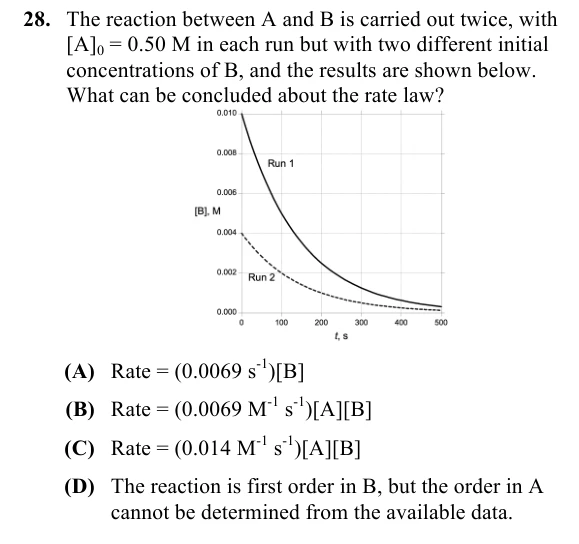 28. The reaction between A and B is carried out twice, with
[A]₀ = 0.50 M in each run but with two different initial
concentrations of B, and the results are shown below.
What can be concluded about the rate law?
0.010
0.008
Run 1
0.006
[B], M
0.004
0.002
Run 2
0.000
0 100 200 300 400 500
t, s
(A) Rate = (0.0069 s⁻¹)[B]
(B) Rate = (0.0069 M⁻¹ s⁻¹)[A][B]
(C) Rate = (0.014 M⁻¹ s⁻¹)[A][B]
(D) The reaction is first order in B, but the order in A
cannot be determined from the available data.